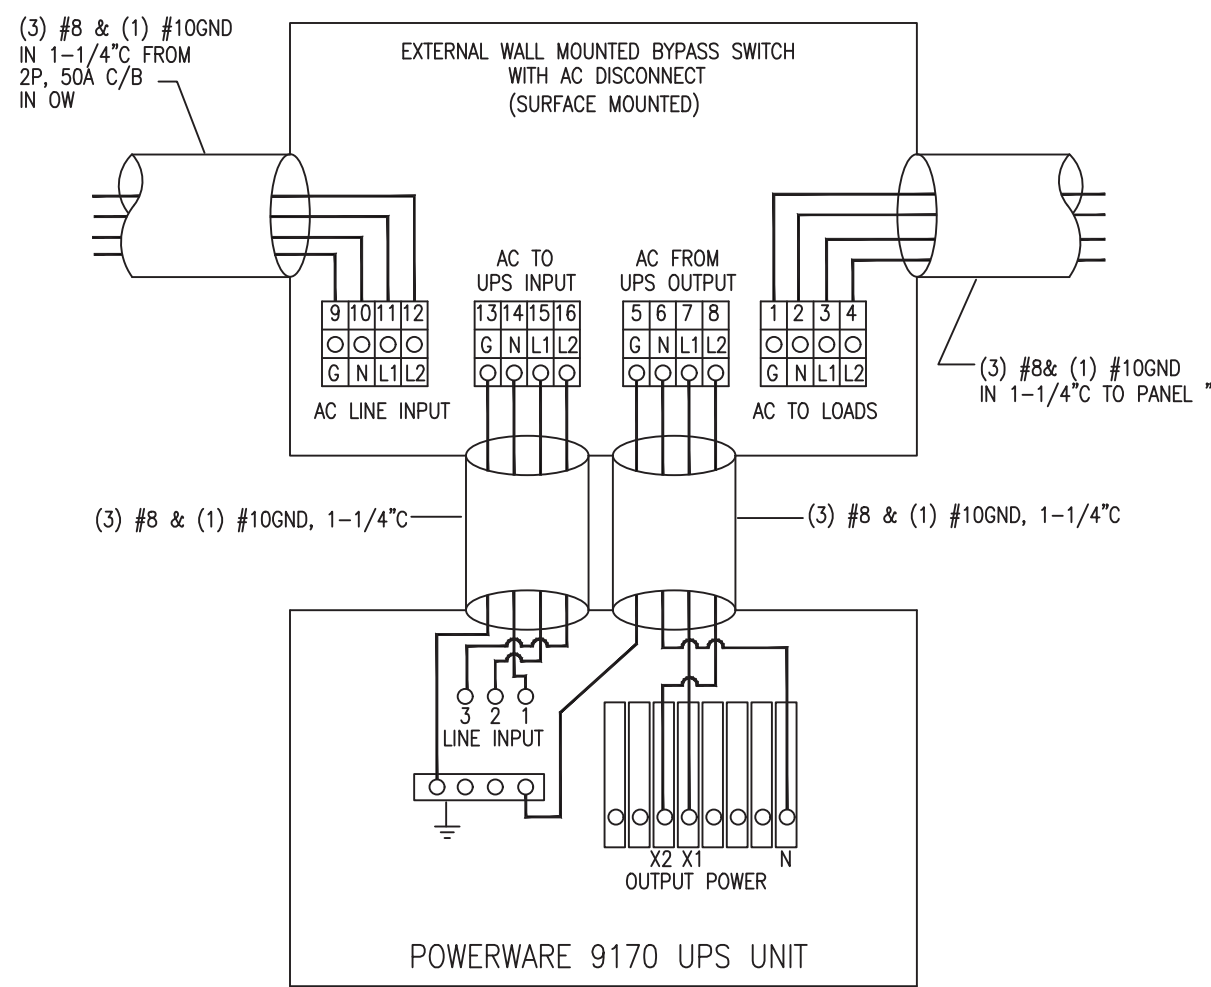 (3) #8 & (1) #10GND
IN 1-1/4"C FROM
2P, 50A C/B
IN OW
EXTERNAL WALL MOUNTED BYPASS SWITCH
WITH AC DISCONNECT
(SURFACE MOUNTED)
AC TO
UPS INPUT
AC FROM
UPS OUTPUT
9 10 11 12
G N L1 L2
AC LINE INPUT
13 14 15 16
G N L1 L2
5 6 7 8
G N L1 L2
1 2 3 4
G N L1 L2
AC TO LOADS
(3) #8& (1) #10GND
IN 1-1/4"C TO PANEL "
(3) #8 & (1) #10GND, 1-1/4"C
(3) #8 & (1) #10GND, 1-1/4"C
3 2 1
LINE INPUT
X2 X1 N
OUTPUT POWER
POWERWARE 9170 UPS UNIT